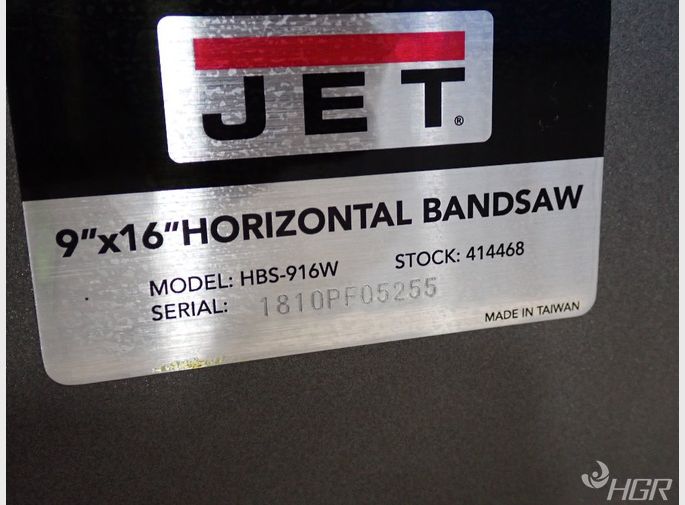 JET®
9"x16"HORIZONTAL BANDSAW
MODEL: HBS-916W STOCK: 414468
SERIAL: 1810PF05255
MADE IN TAIWAN
HGR